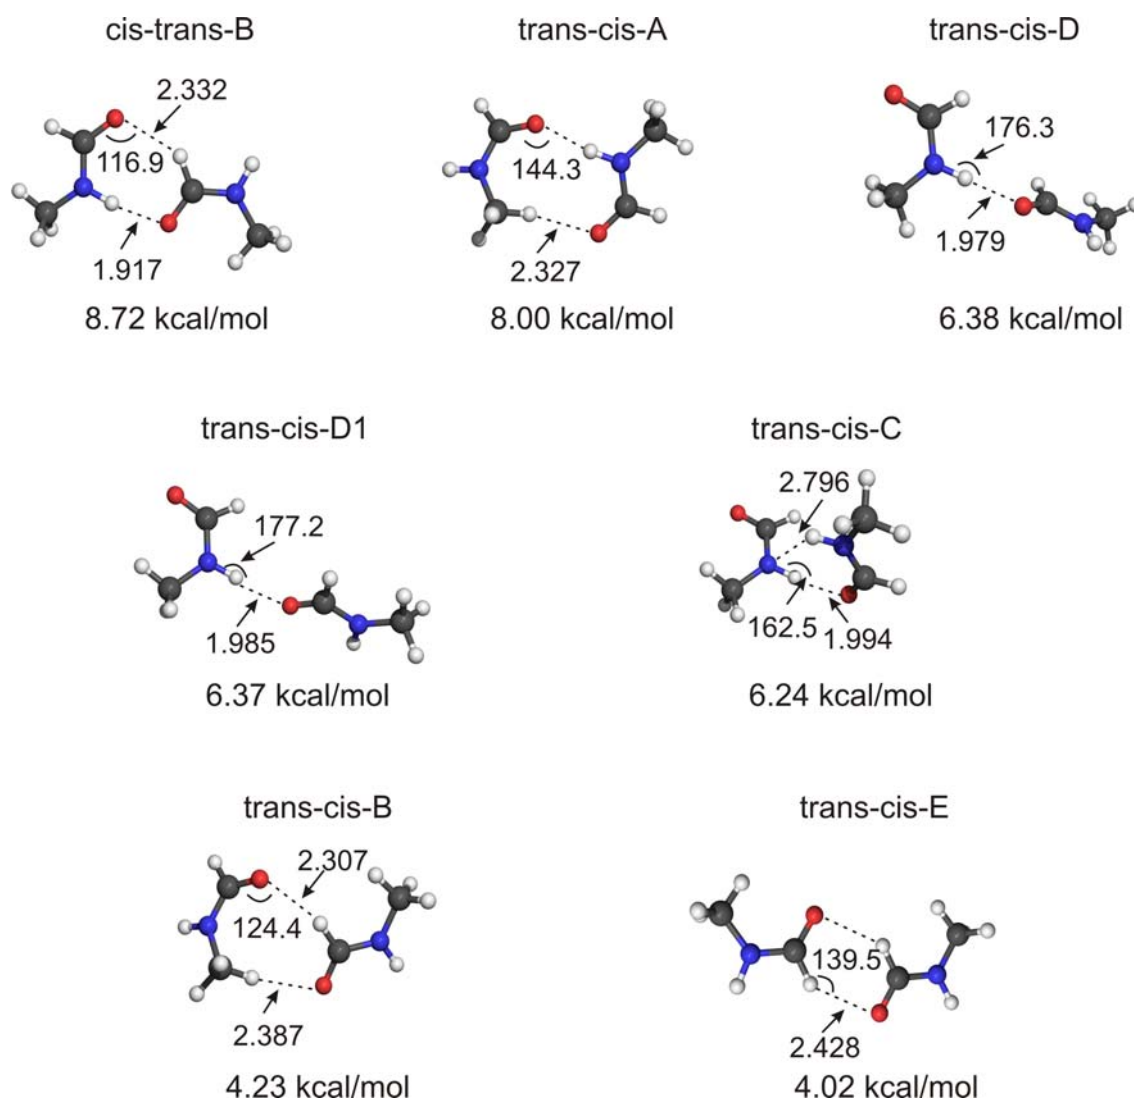 cis-trans-B
trans-cis-A
trans-cis-D
2.332
116.9
1.917
8.72 kcal/mol
144.3
2.327
8.00 kcal/mol
176.3
1.979
6.38 kcal/mol
trans-cis-D1
trans-cis-C
177.2
1.985
6.37 kcal/mol
2.796
162.5
1.994
6.24 kcal/mol
trans-cis-B
trans-cis-E
2.307
124.4
2.387
4.23 kcal/mol
139.5
2.428
4.02 kcal/mol